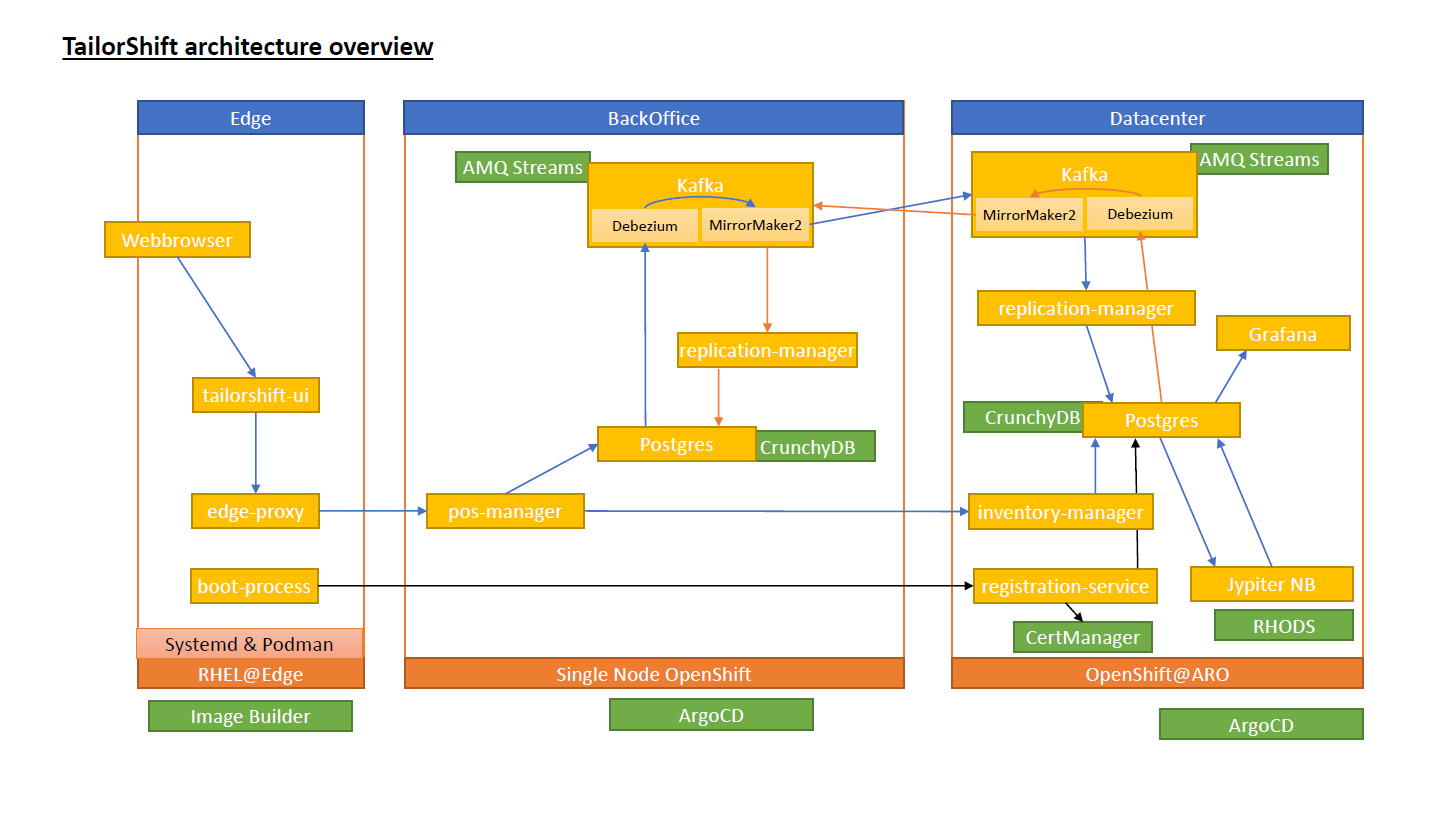 TailorShift architecture overview
Edge
BackOffice
Datacenter
AMQ Streams
Kafka
Debezium
MirrorMaker2
Kafka
AMQ Streams
MirrorMaker2
Debezium
Webbrowser
replication-manager
replication-manager
Grafana
tailorshift-ui
Postgres
CrunchyDB
CrunchyDB
Postgres
edge-proxy
pos-manager
inventory-manager
boot-process
registration-service
Jypiter NB
RHODS
CertManager
Systemd & Podman
RHEL@Edge
Single Node OpenShift
OpenShift@ARO
Image Builder
ArgoCD
ArgoCD